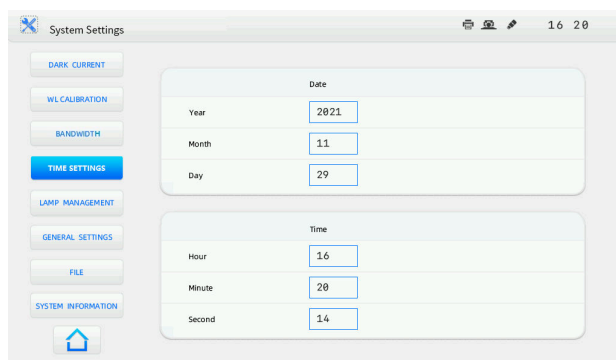 System Settings
16 20
DARK CURRENT
WL CALIBRATION
BANDWIDTH
TIME SETTINGS
LAMP MANAGEMENT
GENERAL SETTINGS
FILE
SYSTEM INFORMATION
Date
Year 2021
Month 11
Day 29
Time
Hour 16
Minute 20
Second 14